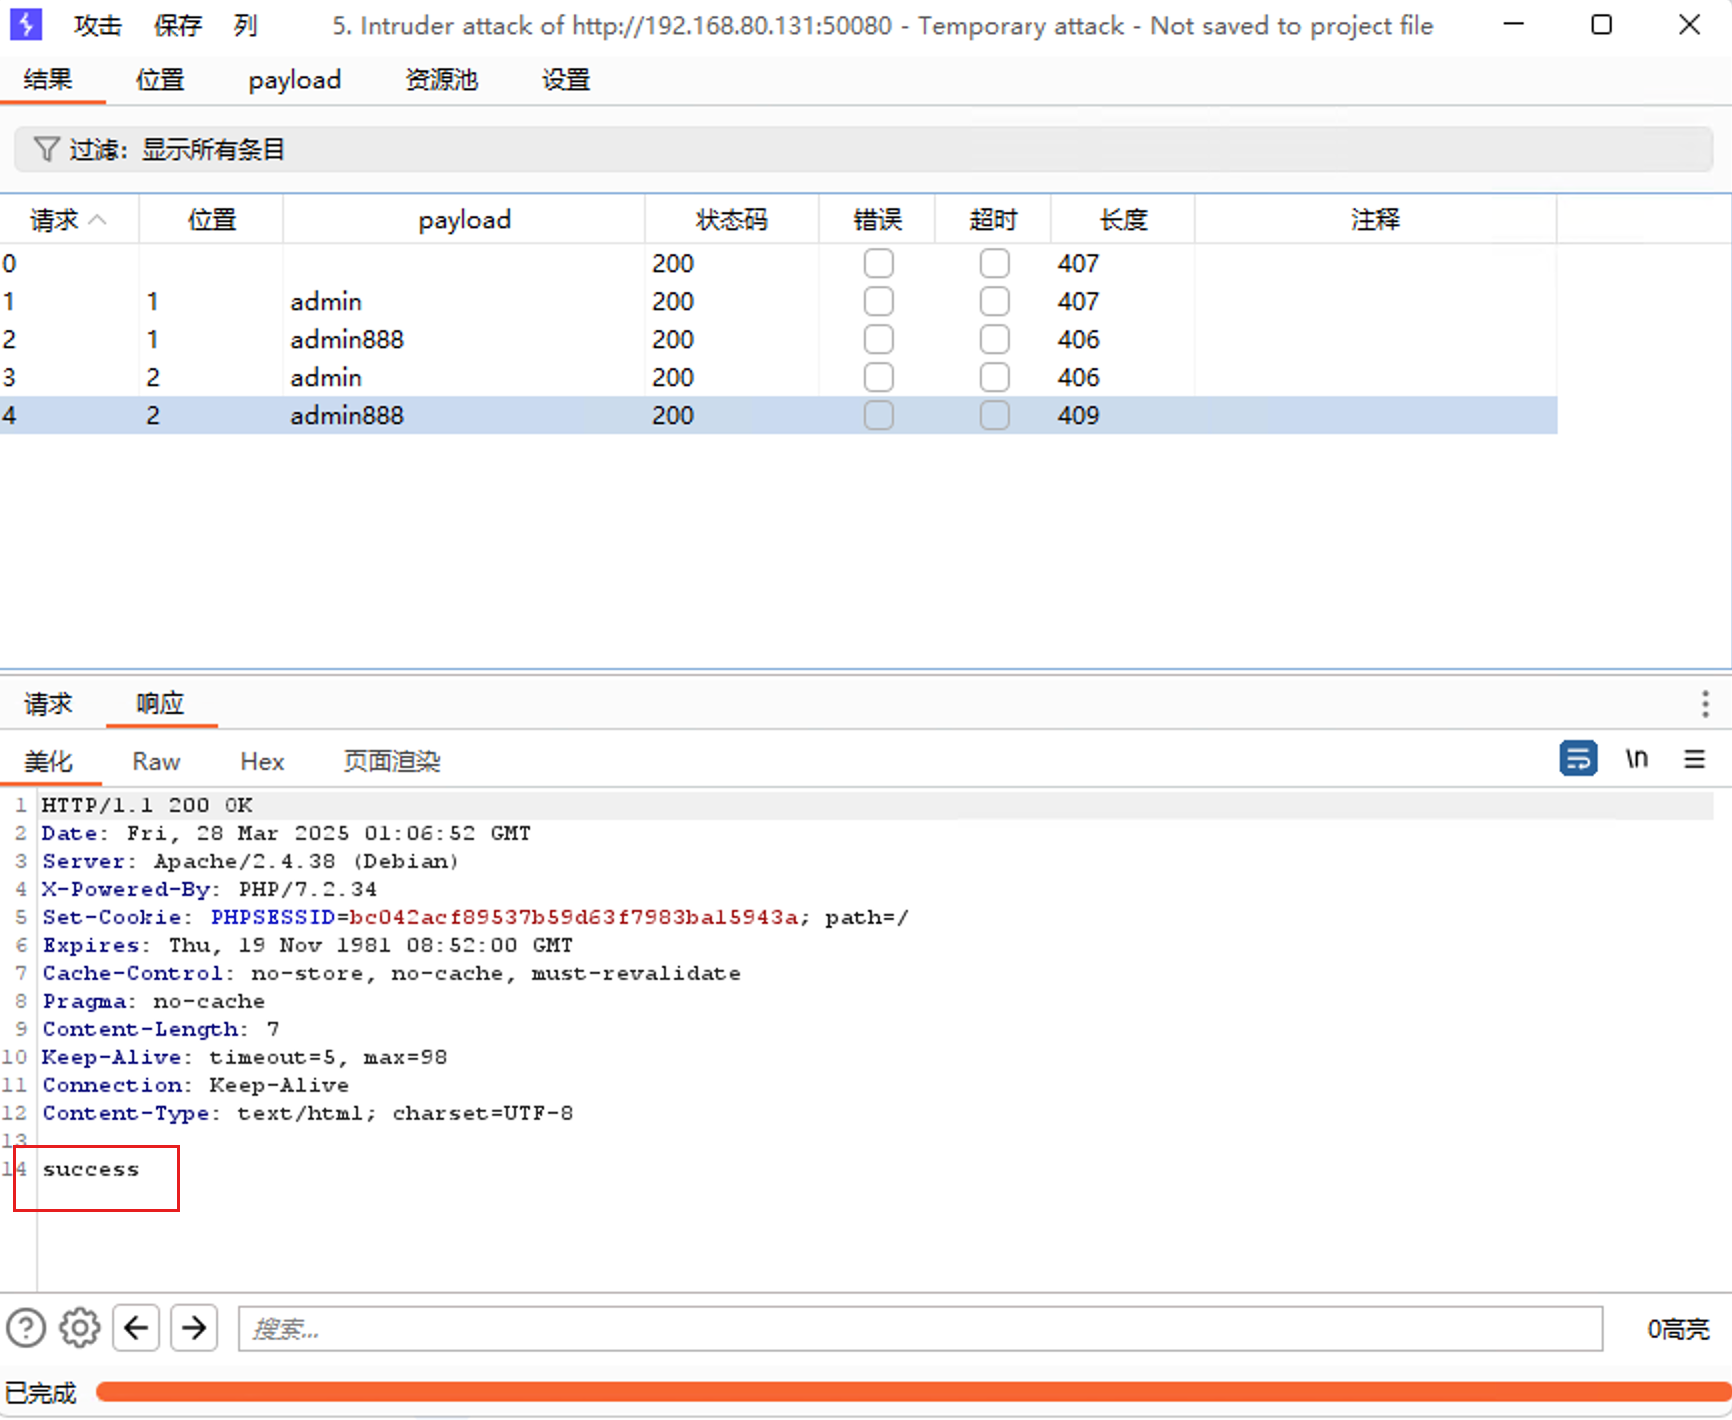 攻击 保存 列 5. Intruder attack of http://192.168.80.131:50080 - Temporary attack - Not saved to project file
结果 位置 payload 资源池 设置
过滤：显示所有条目
请求 位置 payload 状态码 错误 超时 长度 注释
0 200 407
1 1 admin 200 407
2 1 admin888 200 406
3 2 admin 200 406
4 2 admin888 200 409
请求 响应
美化 Raw Hex 页面渲染 \n
1 HTTP/1.1 200 OK
2 Date: Fri, 28 Mar 2025 01:06:52 GMT
3 Server: Apache/2.4.38 (Debian)
4 X-Powered-By: PHP/7.2.34
5 Set-Cookie: PHPSESSID=bc042acf89537b59d63f7983ba15943a; path=/
6 Expires: Thu, 19 Nov 1981 08:52:00 GMT
7 Cache-Control: no-store, no-cache, must-revalidate
8 Pragma: no-cache
9 Content-Length: 7
10 Keep-Alive: timeout=5, max=98
11 Connection: Keep-Alive
12 Content-Type: text/html; charset=UTF-8
13
14 success
搜索... 0高亮
已完成